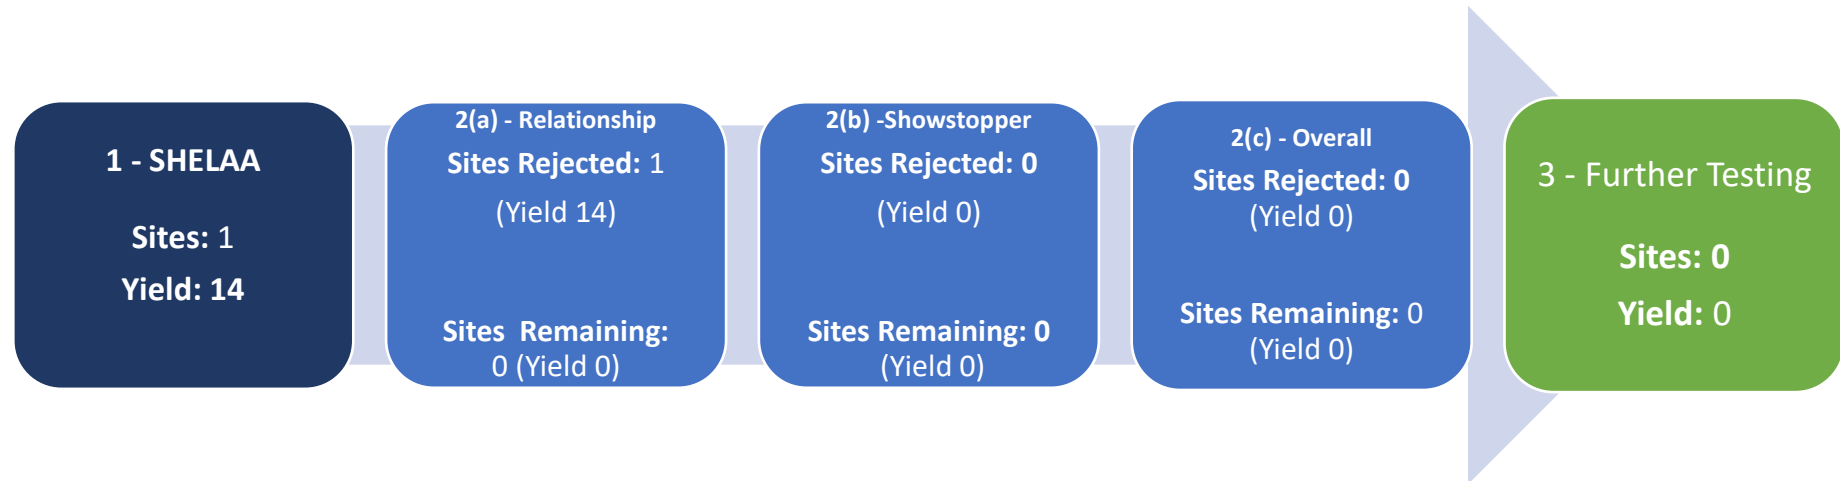 1 - SHELAA
Sites: 1
Yield: 14
2(a) - Relationship
Sites Rejected: 1
(Yield 14)
Sites  Remaining:
0 (Yield 0)
2(b) -Showstopper
Sites Rejected: 0
(Yield 0)
Sites Remaining: 0
(Yield 0)
2(c) - Overall
Sites Rejected: 0
(Yield 0)
Sites Remaining: 0
(Yield 0)
3 - Further Testing
Sites: 0
Yield: 0